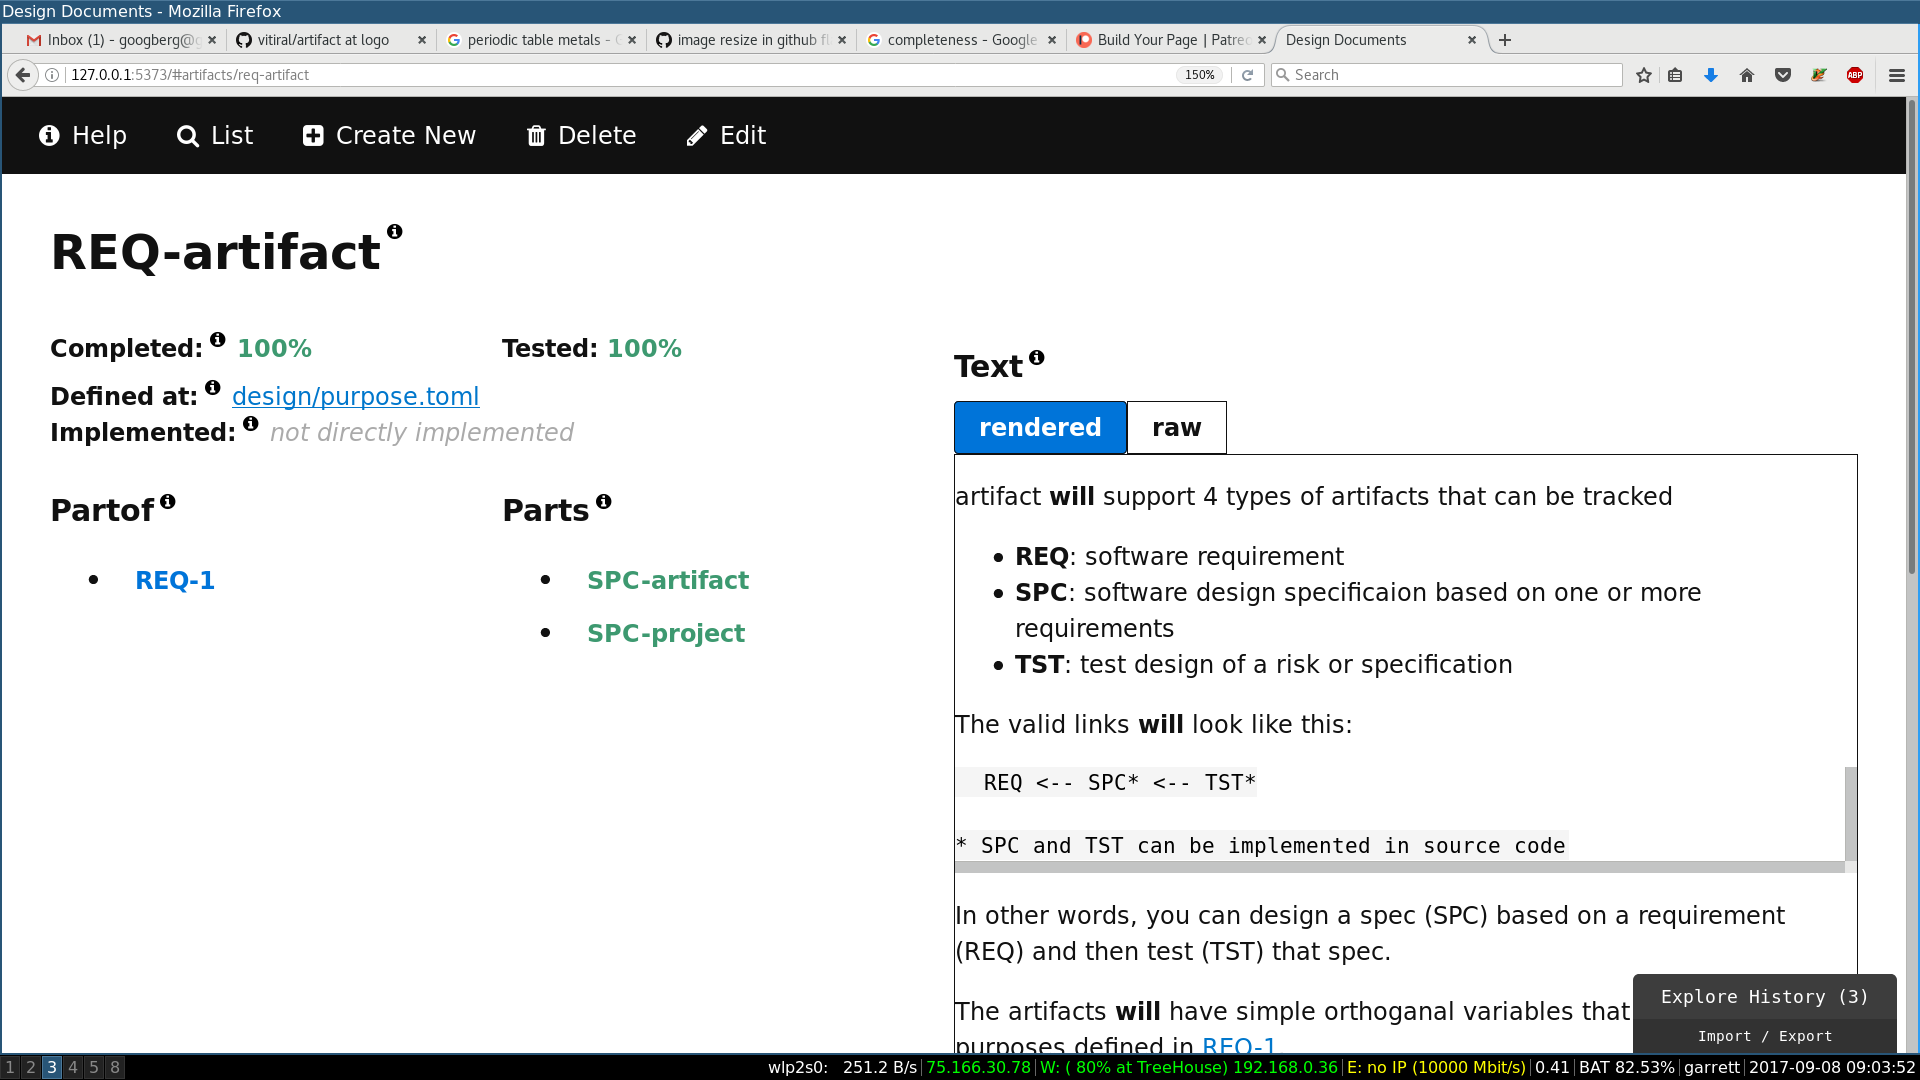 Design Documents - Mozilla Firefox
Inbox (1) - googberg@g
vitiral/artifact at logo
periodic table metals -
image resize in github fl
completeness - Google
Build Your Page | Patreo
Design Documents
127.0.0.1:5373/#artifacts/req-artifact
150%
Search
ABP
Help
List
Create New
Delete
Edit
REQ-artifact
Completed: 100%
Tested: 100%
Defined at: design/purpose.toml
Implemented: not directly implemented
Partof
REQ-1
Parts
SPC-artifact
SPC-project
Text
rendered
raw
artifact will support 4 types of artifacts that can be tracked
REQ: software requirement
SPC: software design specificaion based on one or more
requirements
TST: test design of a risk or specification
The valid links will look like this:
REQ <-- SPC* <-- TST*
* SPC and TST can be implemented in source code
In other words, you can design a spec (SPC) based on a requirement
(REQ) and then test (TST) that spec.
The artifacts will have simple orthoganal variables that
purposes defined in REQ-1
Explore History (3)
Import / Export
1 2 3 4 5 8
wlp2s0: 251.2 B/s 75.166.30.78 W: ( 80% at TreeHouse) 192.168.0.36 E: no IP (10000 Mbit/s) 0.41 BAT 82.53% garrett 2017-09-08 09:03:52